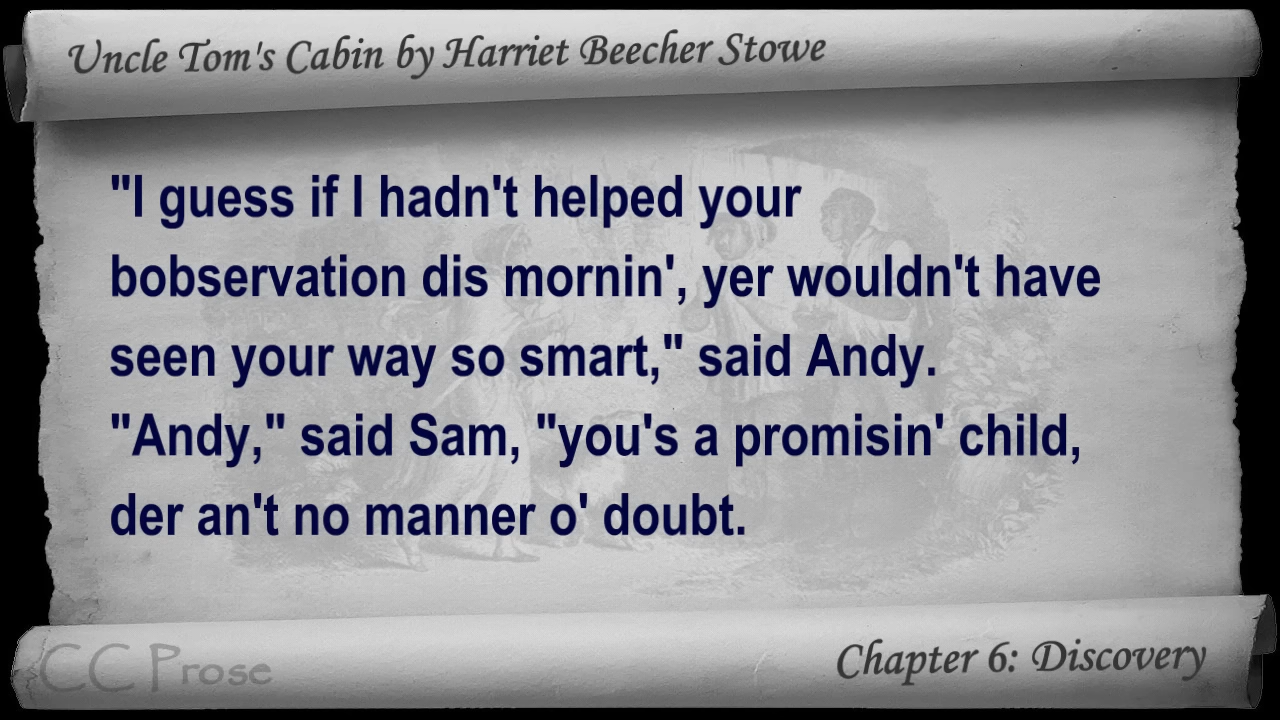 Uncle Tom's Cabin by Harriet Beecher Stowe
"I guess if I hadn't helped your
bobservation dis mornin', yer wouldn't have
seen your way so smart," said Andy.
"Andy," said Sam, "you's a promisin' child,
der an't no manner o' doubt.
CC Prose
Chapter 6: Discovery